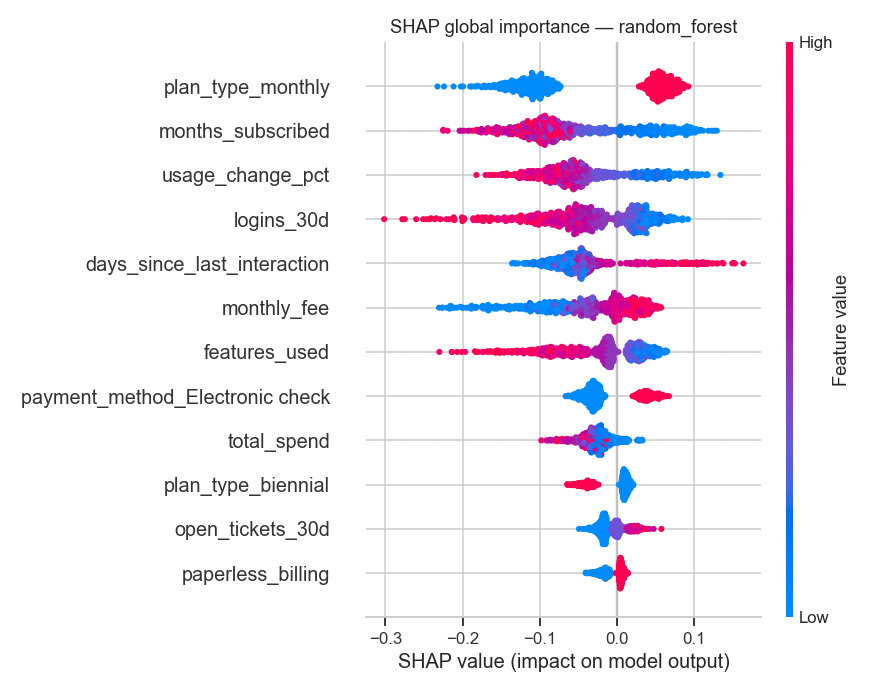 SHAP global importance — random_forest
High
plan_type_monthly
months_subscribed
usage_change_pct
logins_30d
days_since_last_interaction
monthly_fee
features_used
payment_method_Electronic check
total_spend
plan_type_biennial
open_tickets_30d
paperless_billing
Feature value
Low
−0.3 −0.2 −0.1 0.0 0.1
SHAP value (impact on model output)